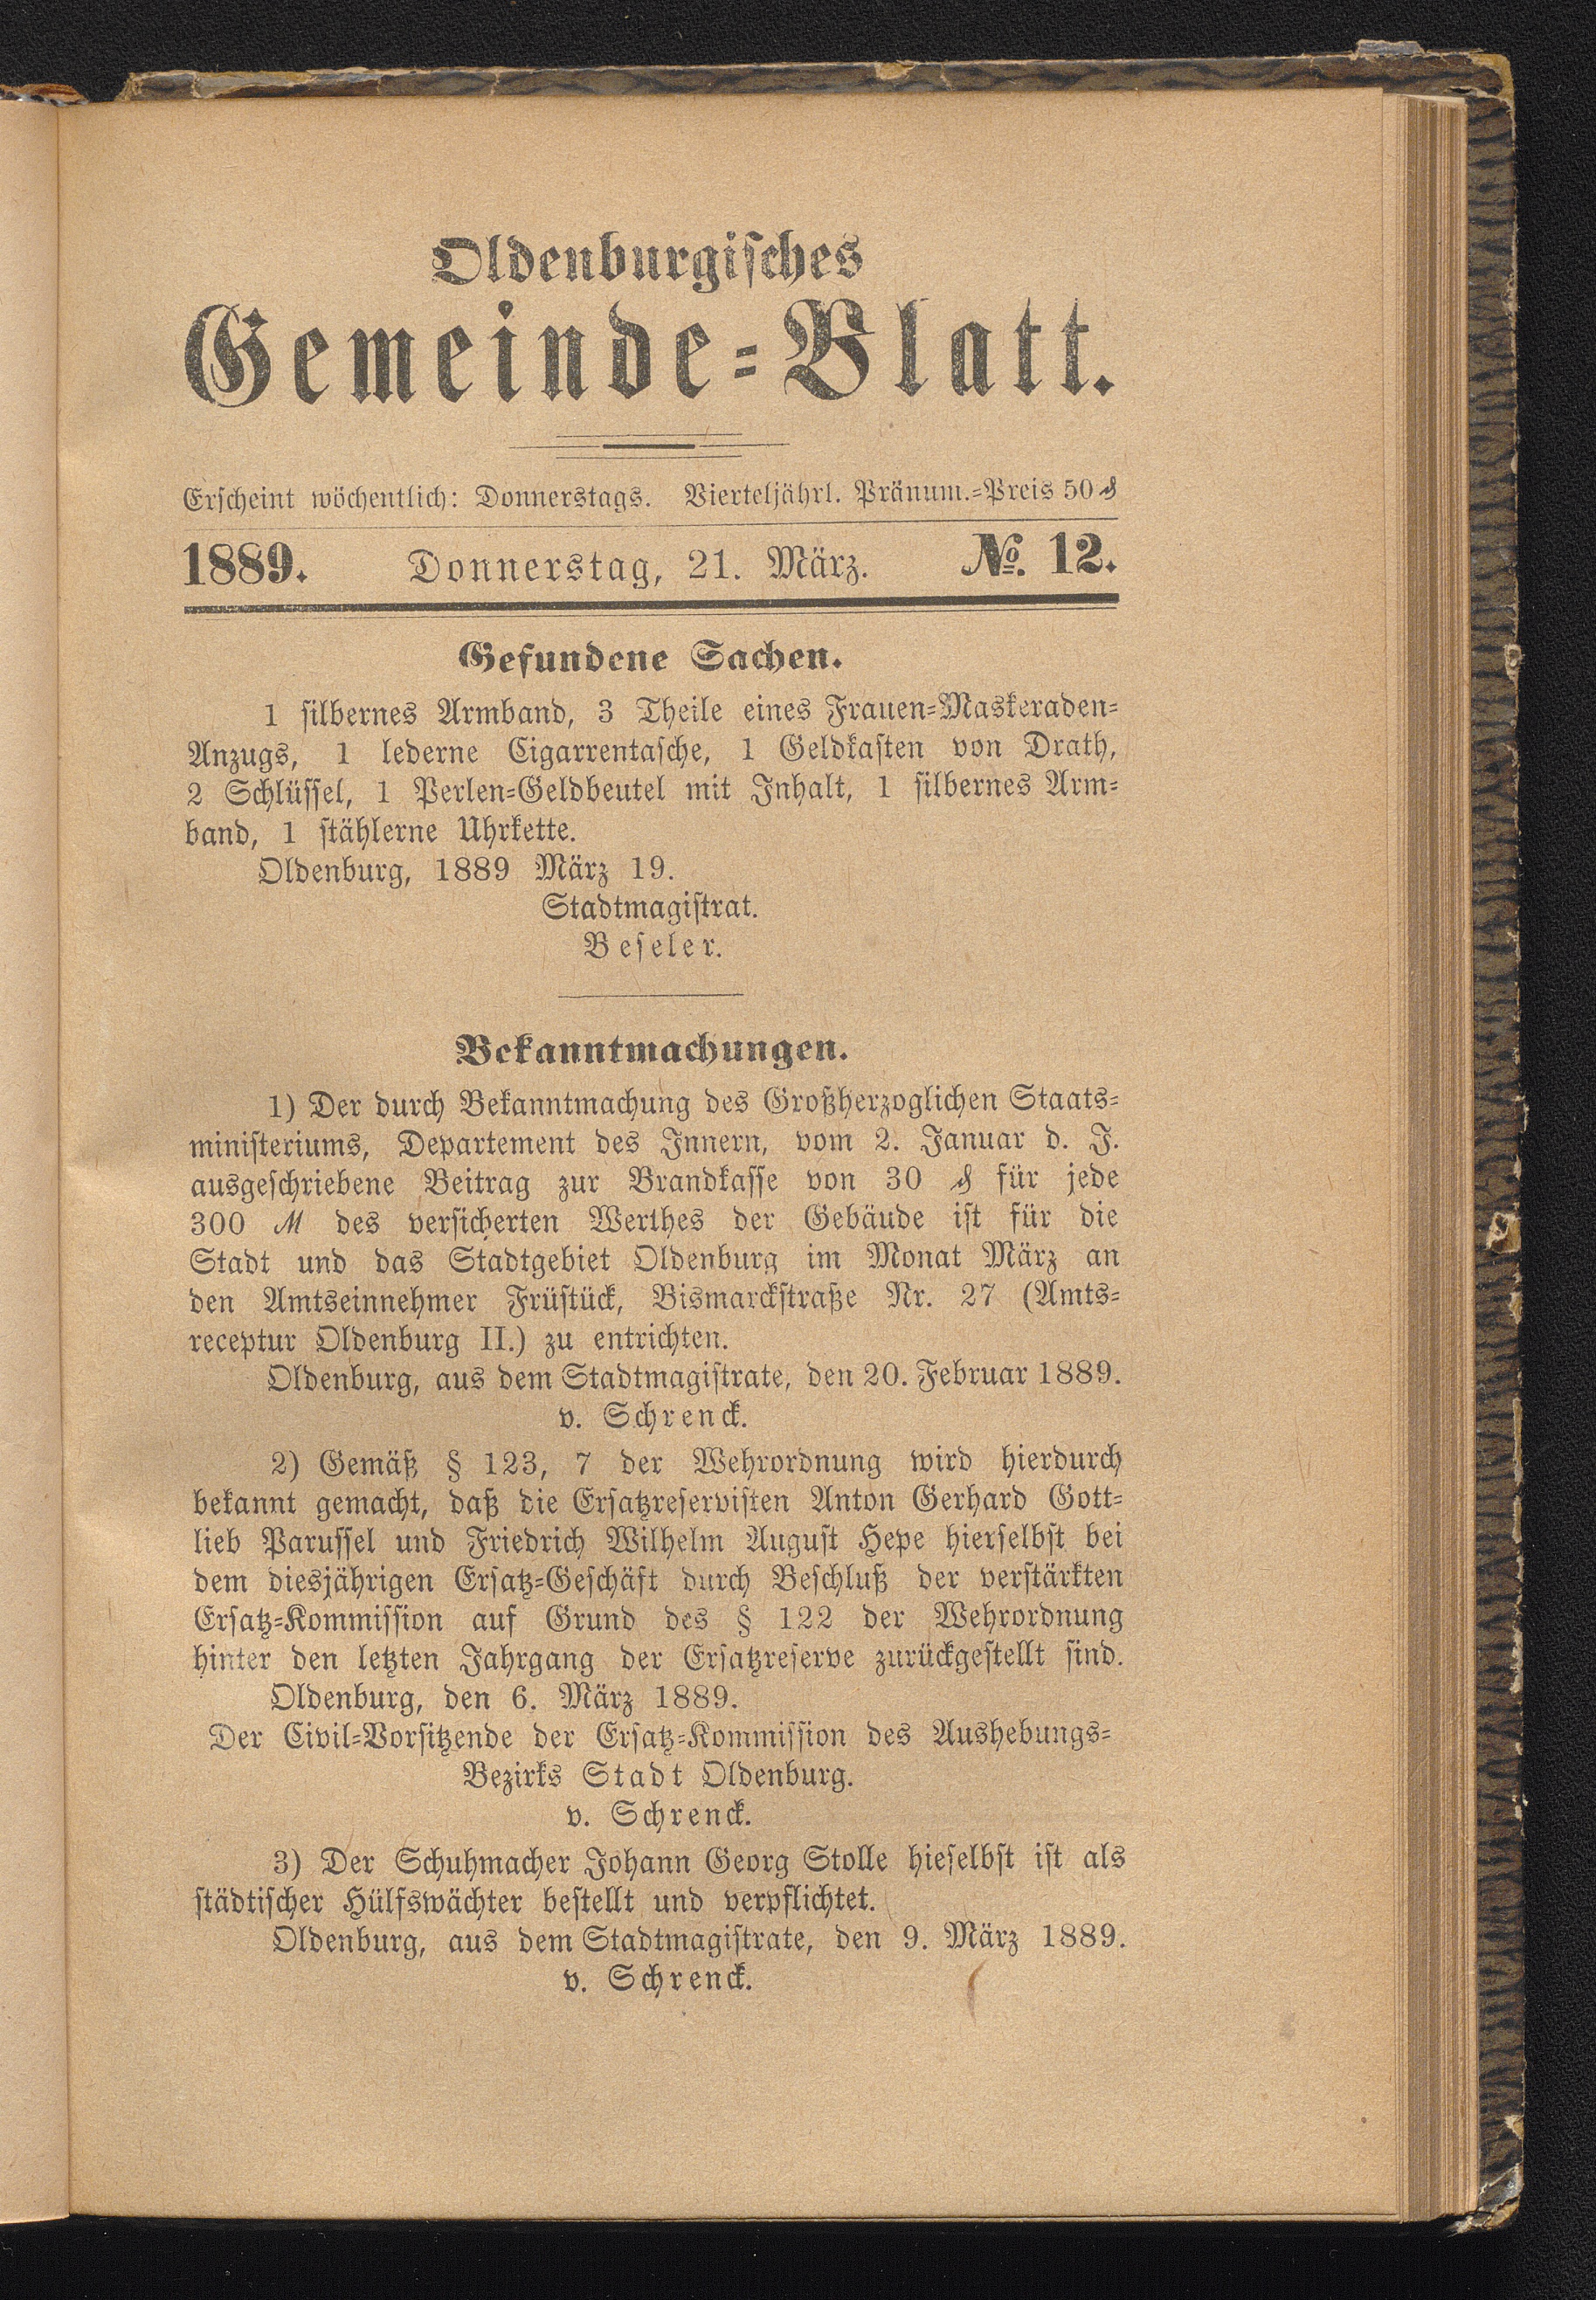 Oldenburgisches
Gemeinde-Blatt.
Erscheint wöchentlich: Donnerstags. Vierteljährl. Pränum.-Preis 50 ₰
1889. Donnerstag, 21. März. №. 12.
Gefundene Sachen.
1 silbernes Armband, 3 Theile eines Frauen-Maskeraden-
Anzugs, 1 lederne Cigarrentasche, 1 Geldkasten von Drath,
2 Schlüssel, 1 Perlen-Geldbeutel mit Inhalt, 1 silbernes Arm-
band, 1 stählerne Uhrkette.
Oldenburg, 1889 März 19.
Stadtmagistrat.
Beseler.
Bekanntmachungen.
1) Der durch Bekanntmachung des Großherzoglichen Staats-
ministeriums, Departement des Innern, vom 2. Januar d. J.
ausgeschriebene Beitrag zur Brandkasse von 30 ₰ für jede
300 ℳ des versicherten Werthes der Gebäude ist für die
Stadt und das Stadtgebiet Oldenburg im Monat März an
den Amtseinnehmer Früstück, Bismarckstraße Nr. 27 (Amts-
receptur Oldenburg II.) zu entrichten.
Oldenburg, aus dem Stadtmagistrate, den 20. Februar 1889.
v. Schrenck.
2) Gemäß § 123, 7 der Wehrordnung wird hierdurch
bekannt gemacht, daß die Ersatzreservisten Anton Gerhard Gott-
lieb Parussel und Friedrich Wilhelm August Hepe hierselbst bei
dem diesjährigen Ersatz-Geschäft durch Beschluß der verstärkten
Ersatz-Kommission auf Grund des § 122 der Wehrordnung
hinter den letzten Jahrgang der Ersatzreserve zurückgestellt sind.
Oldenburg, den 6. März 1889.
Der Civil-Vorsitzende der Ersatz-Kommission des Aushebungs-
Bezirks Stadt Oldenburg.
v. Schrenck.
3) Der Schuhmacher Johann Georg Stolle hieselbst ist als
städtischer Hülfswächter bestellt und verpflichtet.
Oldenburg, aus dem Stadtmagistrate, den 9. März 1889.
v. Schrenck.